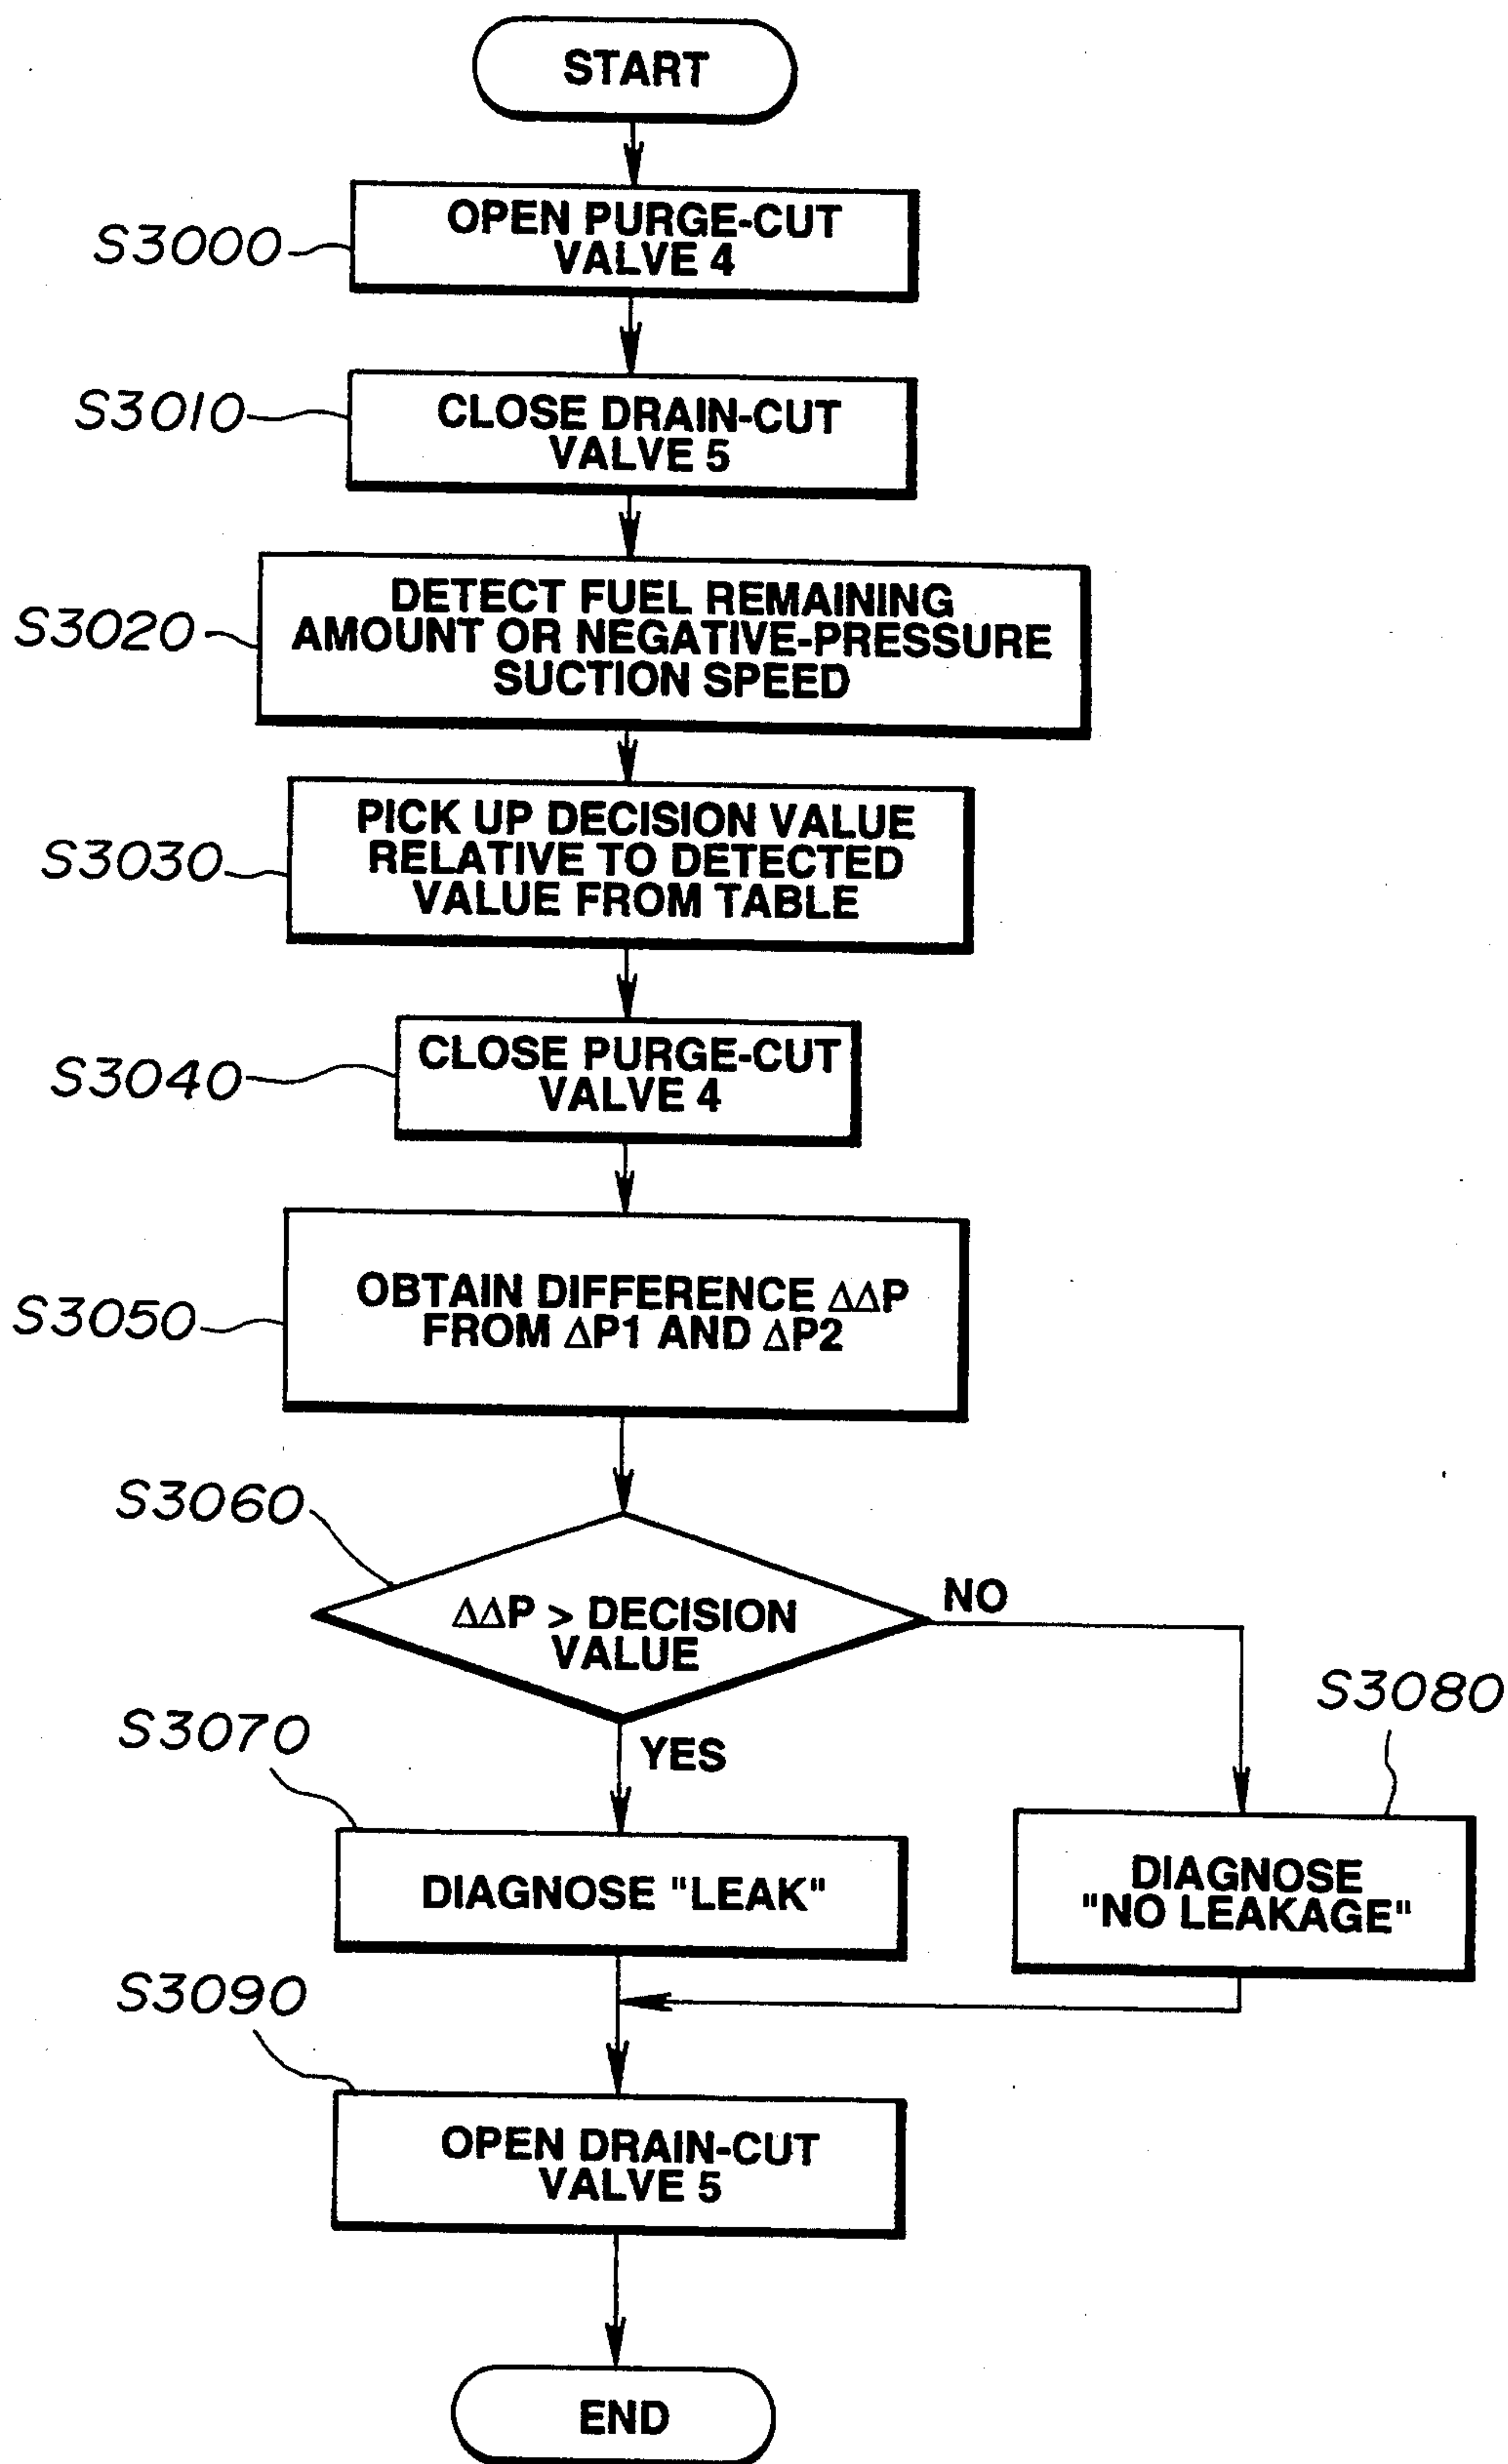 START
S3000
OPEN PURGE-CUT
VALVE 4
S3010
CLOSE DRAIN-CUT
VALVE 5
S3020
DETECT FUEL REMAINING
AMOUNT OR NEGATIVE-PRESSURE
SUCTION SPEED
S3030
PICK UP DECISION VALUE
RELATIVE TO DETECTED
VALUE FROM TABLE
S3040
CLOSE PURGE-CUT
VALVE 4
S3050
OBTAIN DIFFERENCE ΔΔP
FROM ΔP1 AND ΔP2
S3060
ΔΔP > DECISION
VALUE
NO
YES
S3070
DIAGNOSE "LEAK"
S3080
DIAGNOSE
"NO LEAKAGE"
S3090
OPEN DRAIN-CUT
VALVE 5
END